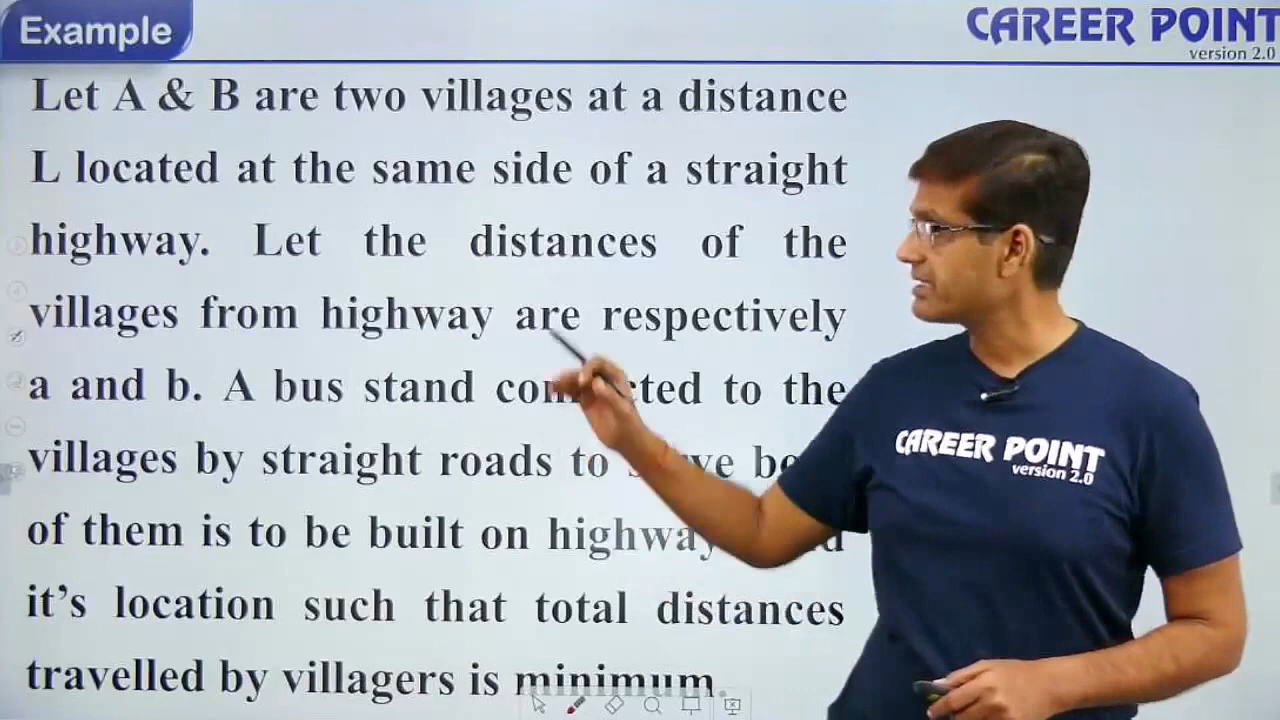 Example
CAREER POINT
version 2.0
Let A & B are two villages at a distance
L located at the same side of a straight
highway. Let the distances of the
villages from highway are respectively
a and b. A bus stand to the
villages by straight roads to
of them is to be built on highway
it’s location such that total distances
travelled by villagers is minimum
CAREER POINT
version 2.0